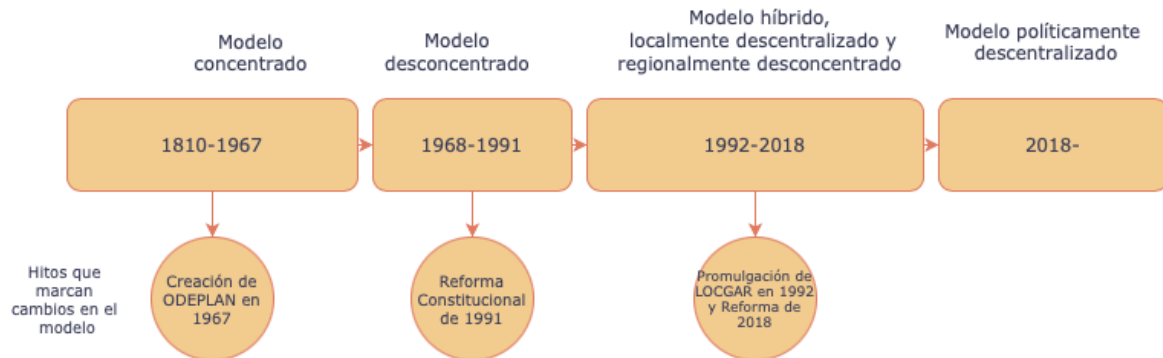 Modelo
concentrado
Modelo
desconcentrado
Modelo híbrido,
localmente descentralizado y
regionalmente desconcentrado
Modelo políticamente
descentralizado
1810-1967
1968-1991
1992-2018
2018-
Hitos que
marcan
cambios en el
modelo
Creación de
ODEPLAN en
1967
Reforma
Constitucional
de 1991
Promulgación de
LOCGAR en 1992
y Reforma de
2018